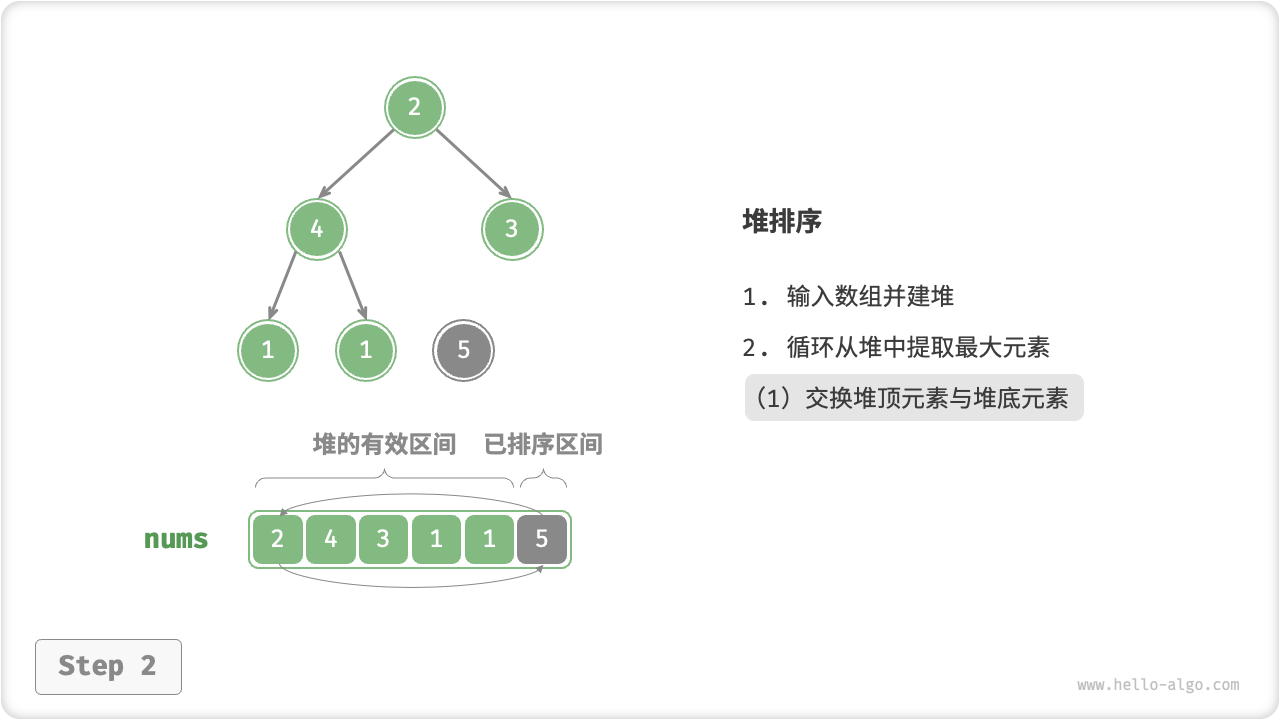 2
4 3
1 1 5
堆的有效区间 已排序区间
nums 2 4 3 1 1 5
堆排序
1. 输入数组并建堆
2. 循环从堆中提取最大元素
（1）交换堆顶元素与堆底元素
Step 2
www.hello-algo.com